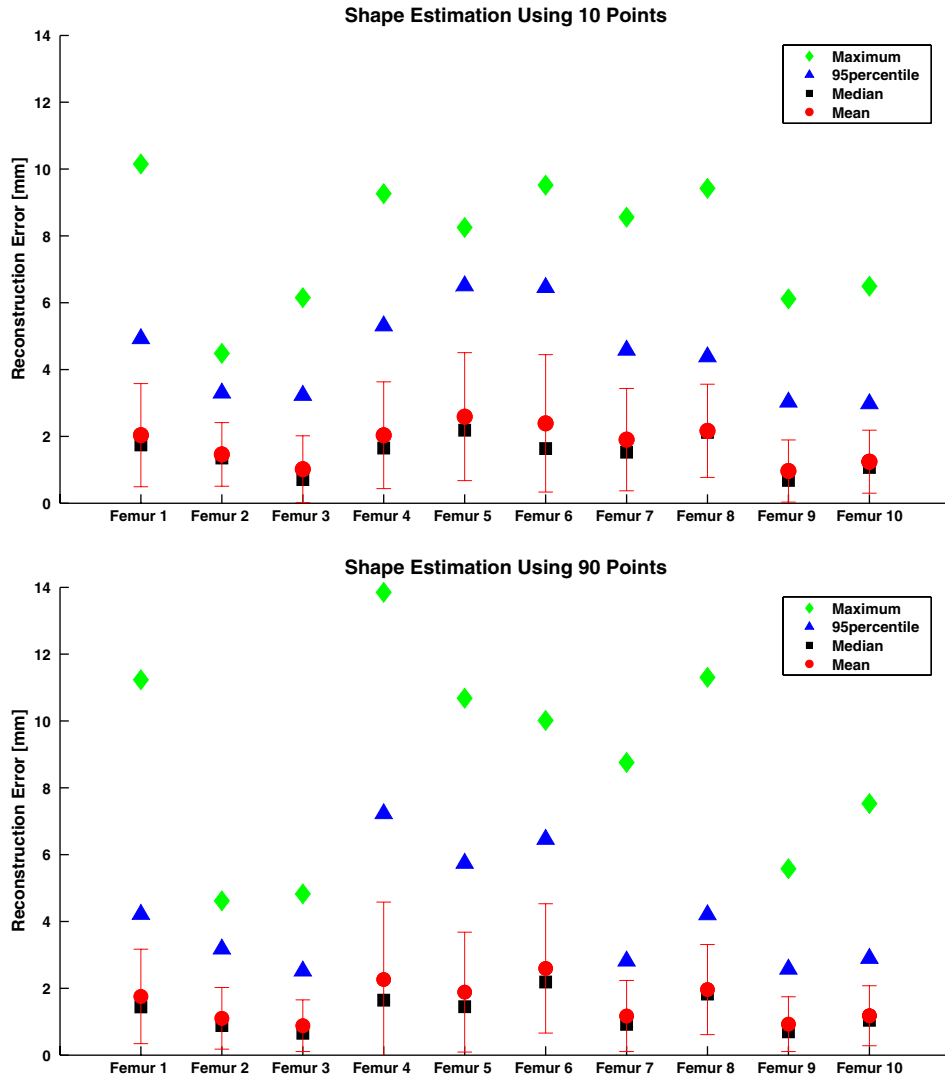 Shape Estimation Using 10 Points
14
12
10
8
6
4
2
0
Reconstruction Error [mm]
Maximum
95percentile
Median
Mean
Femur 1 Femur 2 Femur 3 Femur 4 Femur 5 Femur 6 Femur 7 Femur 8 Femur 9 Femur 10
Shape Estimation Using 90 Points
14
12
10
8
6
4
2
0
Reconstruction Error [mm]
Maximum
95percentile
Median
Mean
Femur 1 Femur 2 Femur 3 Femur 4 Femur 5 Femur 6 Femur 7 Femur 8 Femur 9 Femur 10